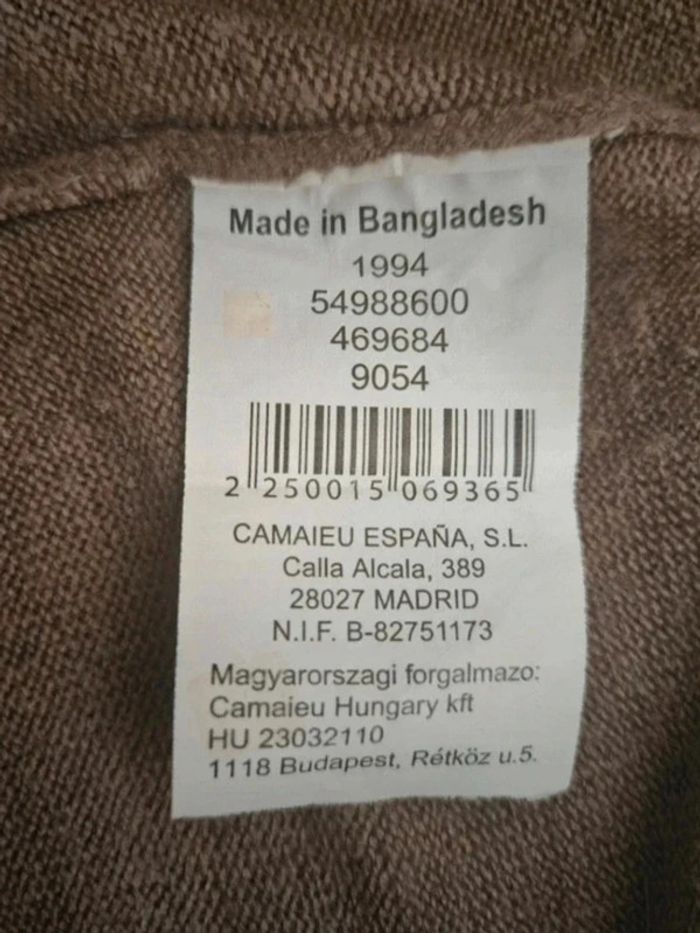 Made in Bangladesh
1994
54988600
469684
9054
2 250015 069365
CAMAIEU ESPAÑA, S.L.
Calla Alcala, 389
28027 MADRID
N.I.F. B-82751173
Magyarorszagi forgalmazo:
Camaieu Hungary kft
HU 23032110
1118 Budapest, Rétköz u.5.